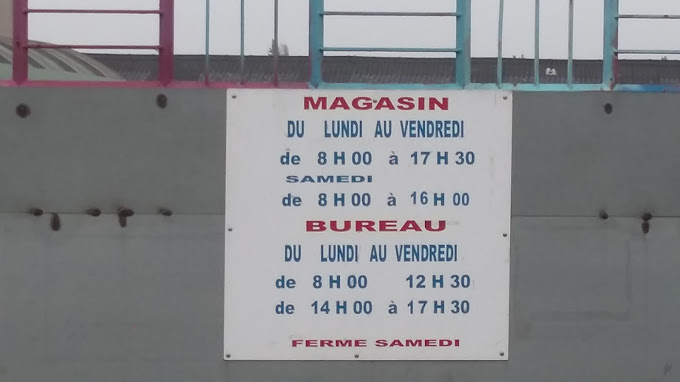 MAGASIN
DU LUNDI AU VENDREDI
de 8 H 00 à 17 H 30
SAMEDI
de 8 H 00 à 16 H 00
BUREAU
DU LUNDI AU VENDREDI
de 8 H 00 12 H 30
de 14 H 00 à 17 H 30
FERME SAMEDI